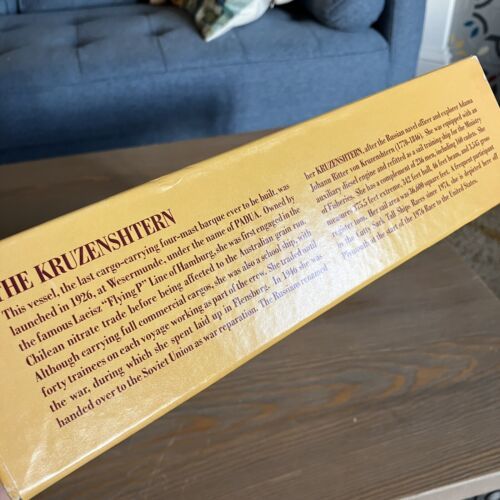 THE KRUZENSHTERN
This vessel, the last cargo-carrying four-mast barque ever to be built, was
launched in 1926, at Wesermunde, under the name of PADUA. Owned by
the famous Laeisz "Flying P" Line of Hamburg, she was first engaged in the
Chilean nitrate trade before being affected to the Australian grain run.
Although carrying full commercial cargos, she was also a school ship, with
forty trainees on each voyage working as part of the crew. She traded until
the war, during which she spent laid up in Flensburg. In 1946 she was
handed over to the Soviet Union as war reparation. The Russians renamed
her KRUZENSHTERN, after the Russian navel officer and explorer Adama
Johann Ritter von Kruzenshtern (1770-1846). She was equipped with an
auxiliary diesel engine and refitted as a sail training ship for the Ministry
of Fisheries. She has a complement of 236 men, including 160 cadets. She
measures 375.5 feet extreme, 342 feet hull, 46 feet beam, and 3,545 gross
register tons. Her sail area was 36,600 square feet. A frequent participant
in the Cutty Sark Tall Ships Races since 1974, she is depicted here at
Plymouth at the start of the 1976 Race to the United States.